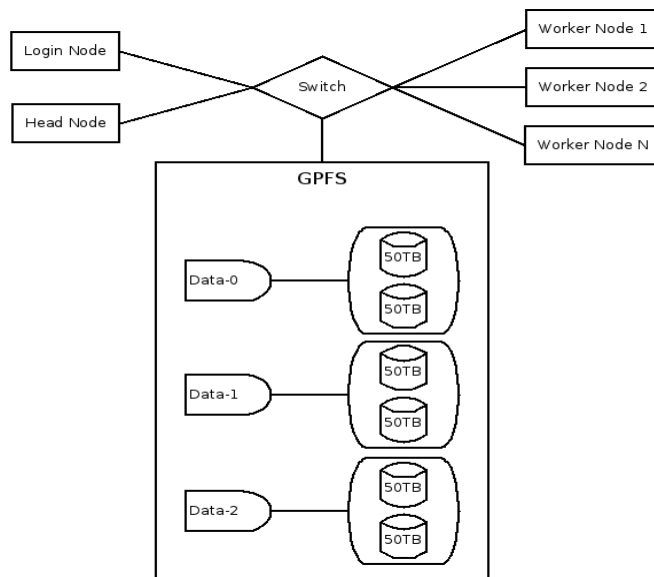 Login Node
Head Node
Switch
Worker Node 1
Worker Node 2
Worker Node N
GPFS
Data-0
50TB
50TB
Data-1
50TB
50TB
Data-2
50TB
50TB